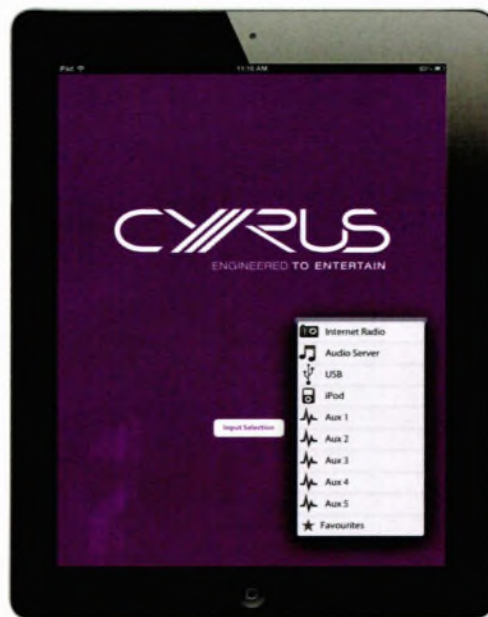 iPad
11:10 AM
CYRUS
ENGINEERED TO ENTERTAIN
Internet Radio
Audio Server
USB
iPod
Input Selection
Aux 1
Aux 2
Aux 3
Aux 4
Aux 5
Favourites